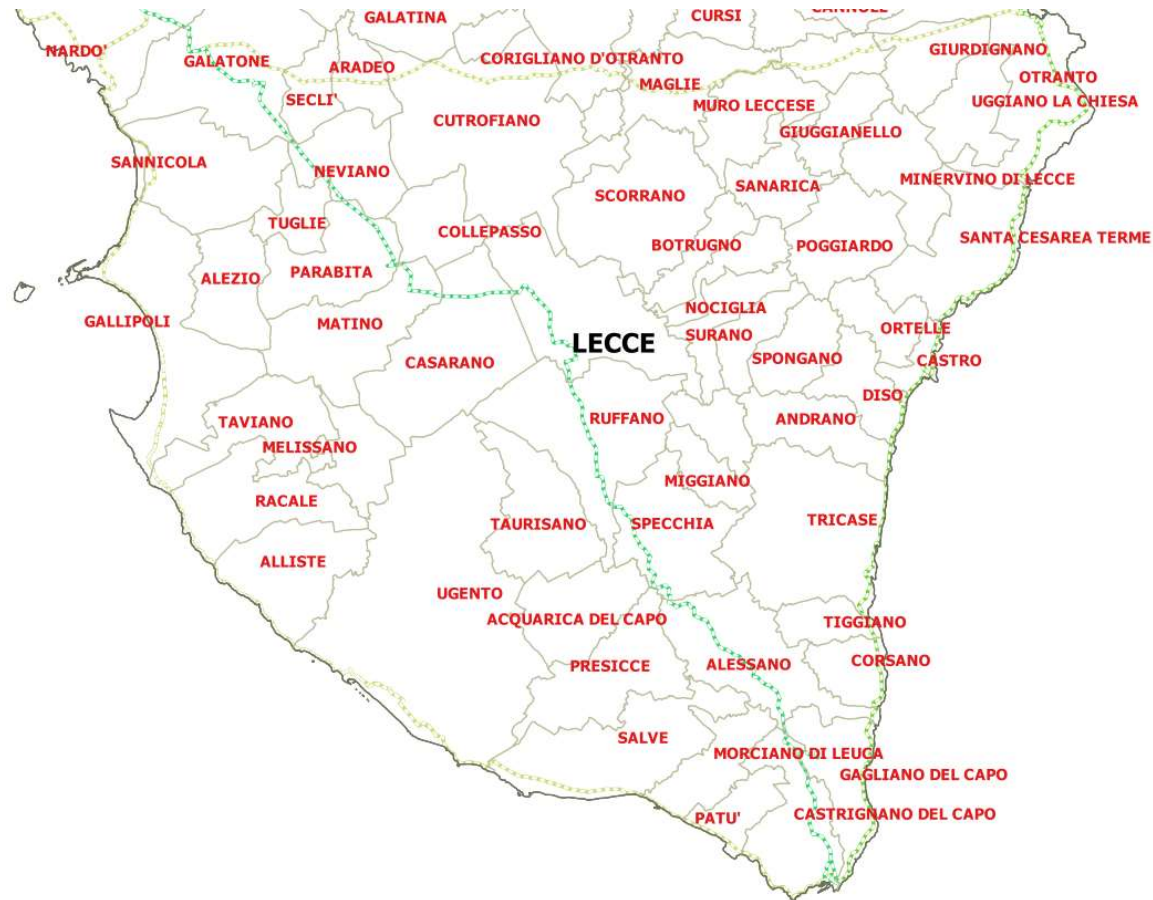 GALATINA
CURSI
CANNOLE
NARDO'
GALATONE
ARADEO
CORIGLIANO D'OTRANTO
GIURDIGNANO
MAGLIE
OTRANTO
SECLI'
MURO LECCESE
UGGIANO LA CHIESA
CUTROFIANO
GIUGGIANELLO
SANNICOLA
NEVIANO
MINERVINO DI LECCE
SCORRANO
SANARICA
TUGLIE
COLLEPASSO
BOTRUGNO
POGGIARDO
SANTA CESAREA TERME
ALEZIO
PARABITA
NOCIGLIA
GALLIPOLI
MATINO
SURANO
ORTELLE
LECCE
CASARANO
SPONGANO
CASTRO
DISO
TAVIANO
RUFFANO
ANDRANO
MELISSANO
MIGGIANO
RACALE
TAURISANO
SPECCHIA
TRICASE
ALLISTE
UGENTO
ACQUARICA DEL CAPO
TIGGIANO
PRESICCE
ALESSANO
CORSANO
SALVE
MORCIANO DI LEUCA
GAGLIANO DEL CAPO
PATU'
CASTRIGNANO DEL CAPO